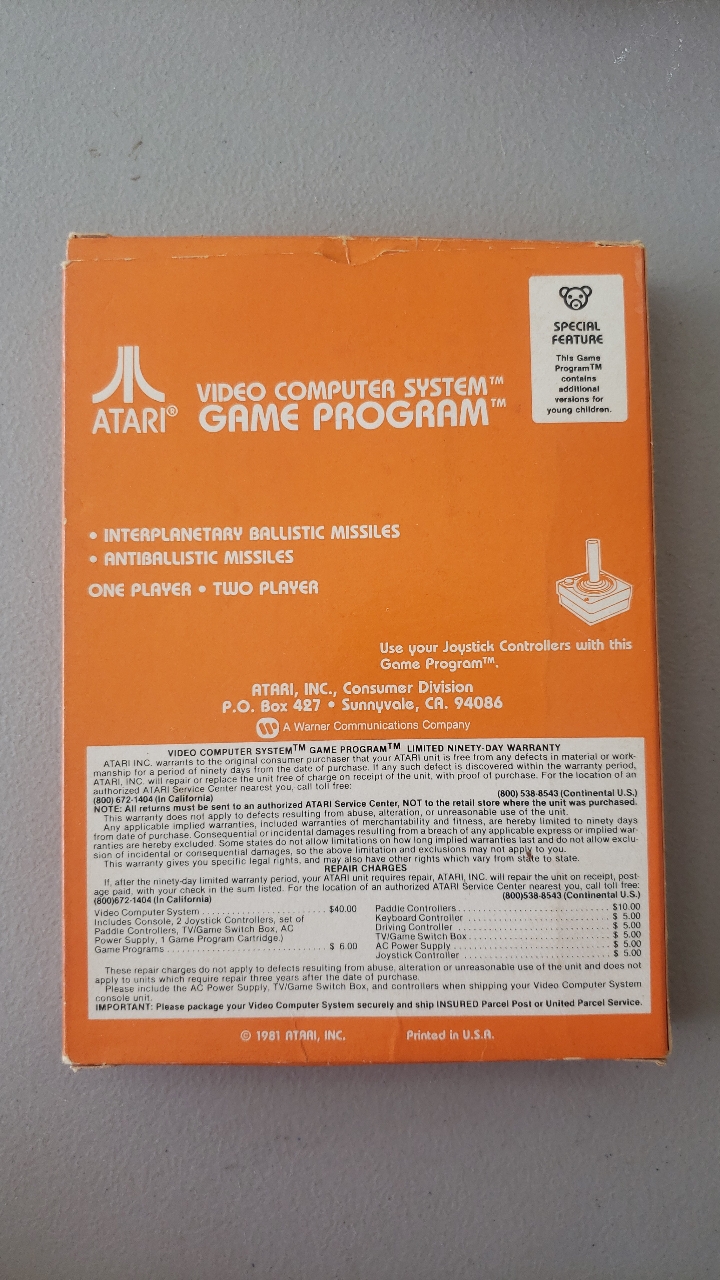 SPECIAL
FEATURE
This Game
Program™
contains
additional
versions for
young children.
ATARI®
VIDEO COMPUTER SYSTEM™
GAME PROGRAM™
• INTERPLANETARY BALLISTIC MISSILES
• ANTIBALLISTIC MISSILES
ONE PLAYER • TWO PLAYER
Use your Joystick Controllers with this
Game Program™.
ATARI, INC., Consumer Division
P.O. Box 427 • Sunnyvale, CA. 94086
A Warner Communications Company
VIDEO COMPUTER SYSTEM™ GAME PROGRAM™ LIMITED NINETY-DAY WARRANTY
ATARI INC. warrants to the original consumer purchaser that your ATARI unit is free from any defects in material or work-
manship for a period of ninety days from the date of purchase. If any such defect is discovered within the warranty period,
ATARI, INC. will repair or replace the unit free of charge on receipt of the unit, with proof of purchase. For the location of an
authorized ATARI Service Center nearest you, call toll free:
(800) 672-1404 (In California) (800) 538-8543 (Continental U.S.)
NOTE: All returns must be sent to an authorized ATARI Service Center, NOT to the retail store where the unit was purchased.
This warranty does not apply to defects resulting from abuse, alteration, or unreasonable use of the unit.
Any applicable implied warranties, included warranties of merchantability and fitness, are hereby limited to ninety days
from date of purchase. Consequential or incidental damages resulting from a breach of any applicable express or implied war-
ranties are hereby excluded. Some states do not allow limitations on how long implied warranties last and do not allow exclu-
sion of incidental or consequential damages, so the above limitation and exclusions may not apply to you.
This warranty gives you specific legal rights, and may also have other rights which vary from state to state.
REPAIR CHARGES
If, after the ninety-day limited warranty period, your ATARI unit requires repair, ATARI, INC. will repair the unit on receipt, post-
age paid, with your check in the sum listed. For the location of an authorized ATARI Service Center nearest you, call toll free:
(800)672-1404 (In California) (800)538-8543 (Continental U.S.)
Video Computer System . . . . . . . . . . . . . . . . . . . . $40.00
Includes Console, 2 Joystick Controllers, set of
Paddle Controllers, TV/Game Switch Box, AC
Power Supply, 1 Game Program Cartridge.)
Game Programs . . . . . . . . . . . . . . . . . . . . . . . . . $ 6.00
Paddle Controllers . . . . . . . . . . . . . . . . . . . . . . $10.00
Keyboard Controller . . . . . . . . . . . . . . . . . . . . . $ 5.00
Driving Controller . . . . . . . . . . . . . . . . . . . . . . $ 5.00
TV/Game Switch Box . . . . . . . . . . . . . . . . . . . . . $ 5.00
AC Power Supply . . . . . . . . . . . . . . . . . . . . . . . $ 5.00
Joystick Controller . . . . . . . . . . . . . . . . . . . . . $ 5.00
These repair charges do not apply to defects resulting from abuse, alteration or unreasonable use of the unit and does not
apply to units which require repair three years after the date of purchase.
Please include the AC Power Supply, TV/Game Switch Box, and controllers when shipping your Video Computer System
console unit.
IMPORTANT: Please package your Video Computer System securely and ship INSURED Parcel Post or United Parcel Service.
© 1981 ATARI, INC. Printed in U.S.A.